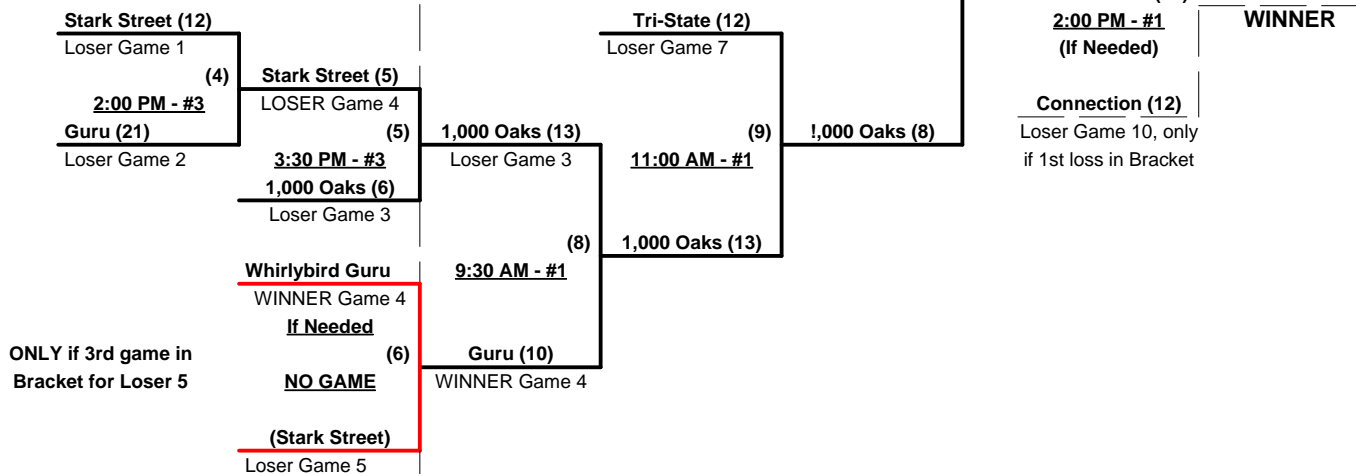 Stark Street (12)
Loser Game 1
(4)
2:00 PM - #3
Guru (21)
Loser Game 2
Stark Street (5)
LOSER Game 4
(5)
3:30 PM - #3
1,000 Oaks (6)
Loser Game 3
Whirlybird Guru
WINNER Game 4
If Needed
(6)
NO GAME
(Stark Street)
Loser Game 5
ONLY if 3rd game in
Bracket for Loser 5
1,000 Oaks (13)
Loser Game 3
(8)
9:30 AM - #1
Guru (10)
WINNER Game 4
Tri-State (12)
Loser Game 7
(9)
11:00 AM - #1
1,000 Oaks (13)
!,000 Oaks (8)
2:00 PM - #1
(If Needed)
WINNER
Connection (12)
Loser Game 10, only
if 1st loss in Bracket